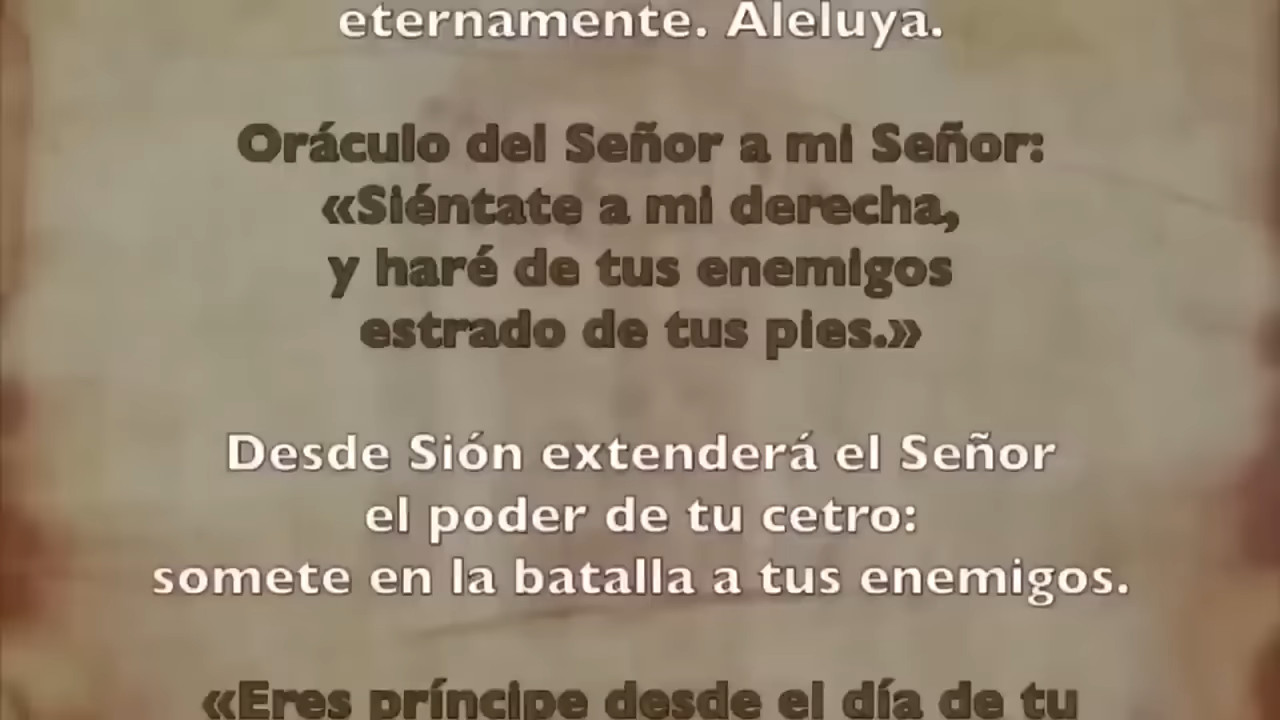 eternamente. Aleluya.
Oráculo del Señor a mi Señor:
«Siéntate a mi derecha,
y haré de tus enemigos
estrado de tus pies.»
Desde Sión extenderá el Señor
el poder de tu cetro:
somete en la batalla a tus enemigos.
«Eres príncipe desde el día de tu